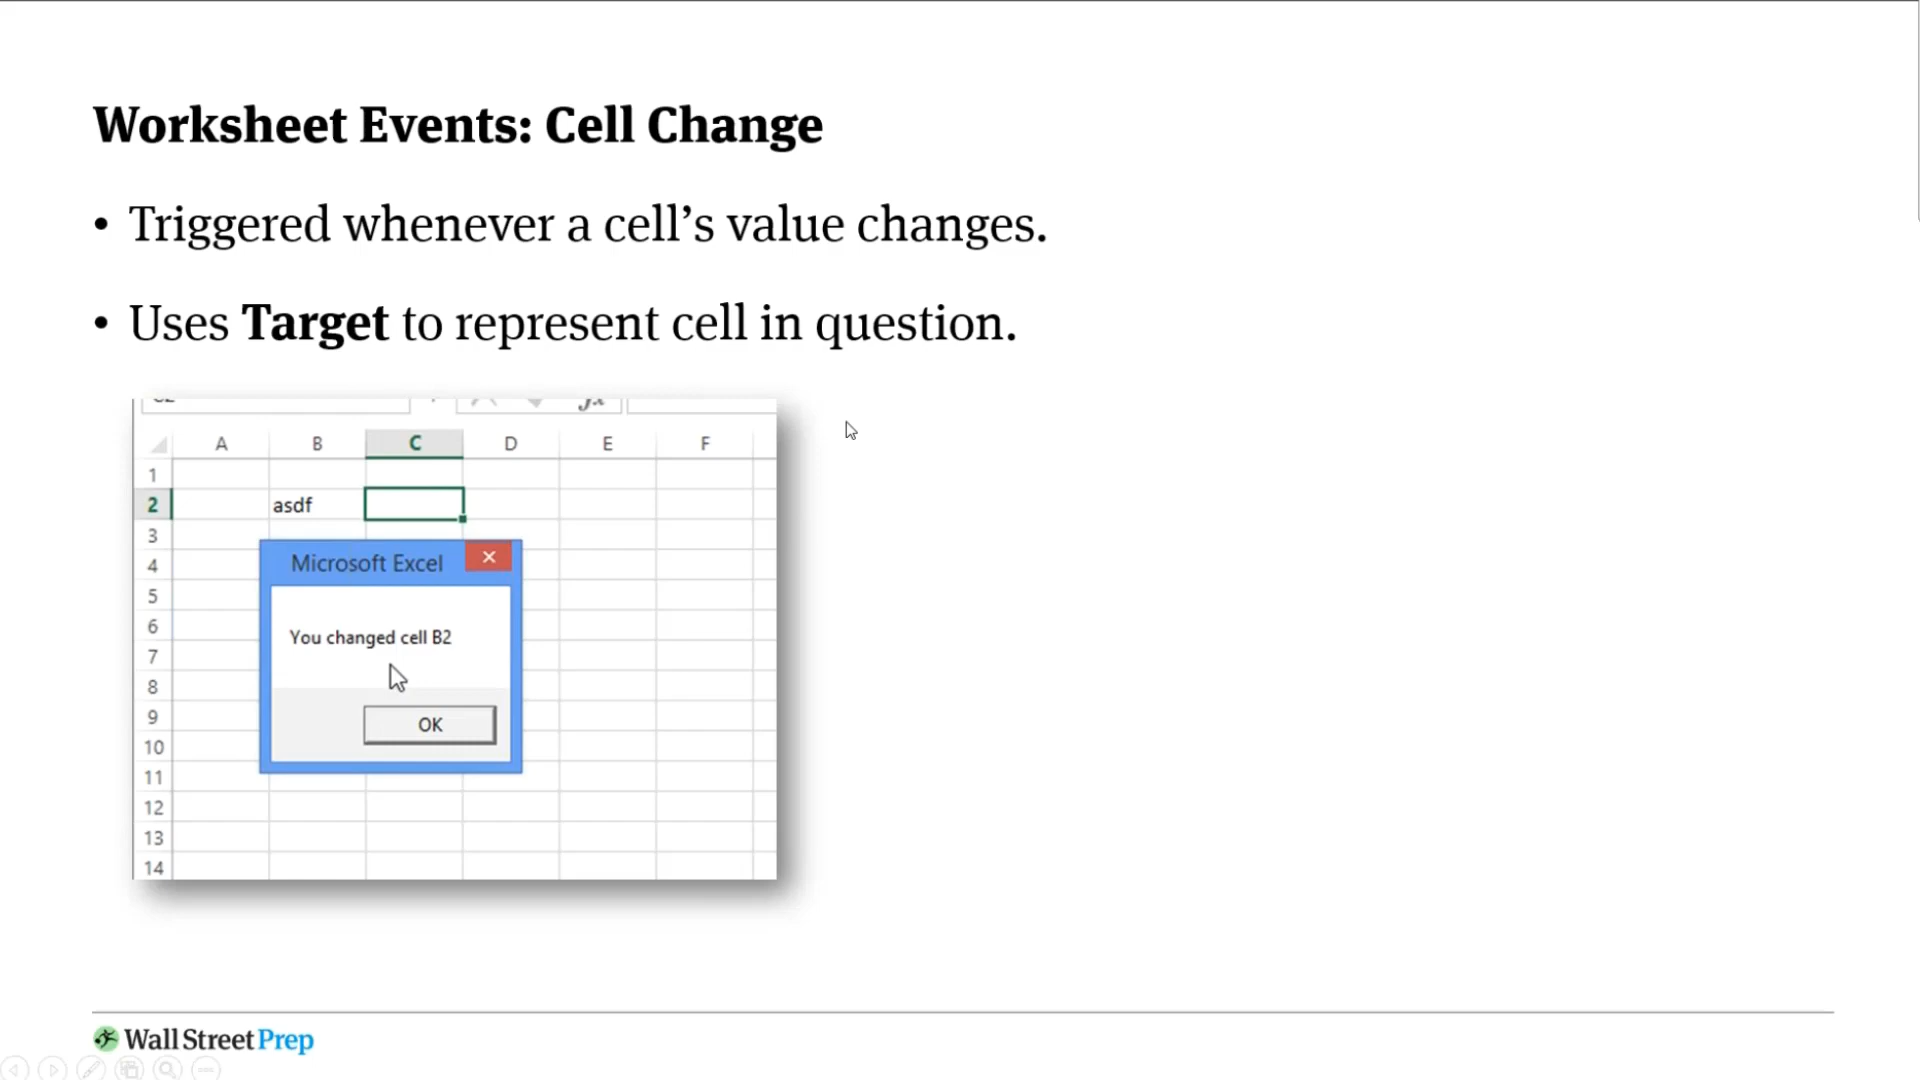 Worksheet Events: Cell Change
• Triggered whenever a cell’s value changes.
• Uses Target to represent cell in question.
fx
A B C D E F
1
2 asdf
3
4
5
6
7
8
9
10
11
12
13
14
Microsoft Excel
You changed cell B2
OK
Wall Street Prep